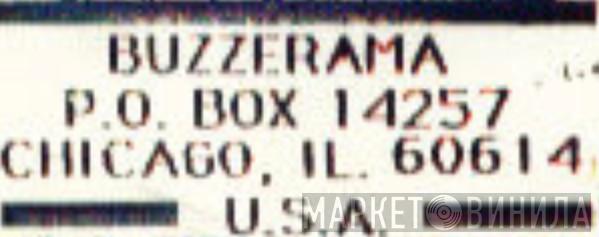 BUZZERAMA
P.O. BOX 14257
CHICAGO, IL. 60614
U.S.A.
МАРКЕТ ВИНИЛА